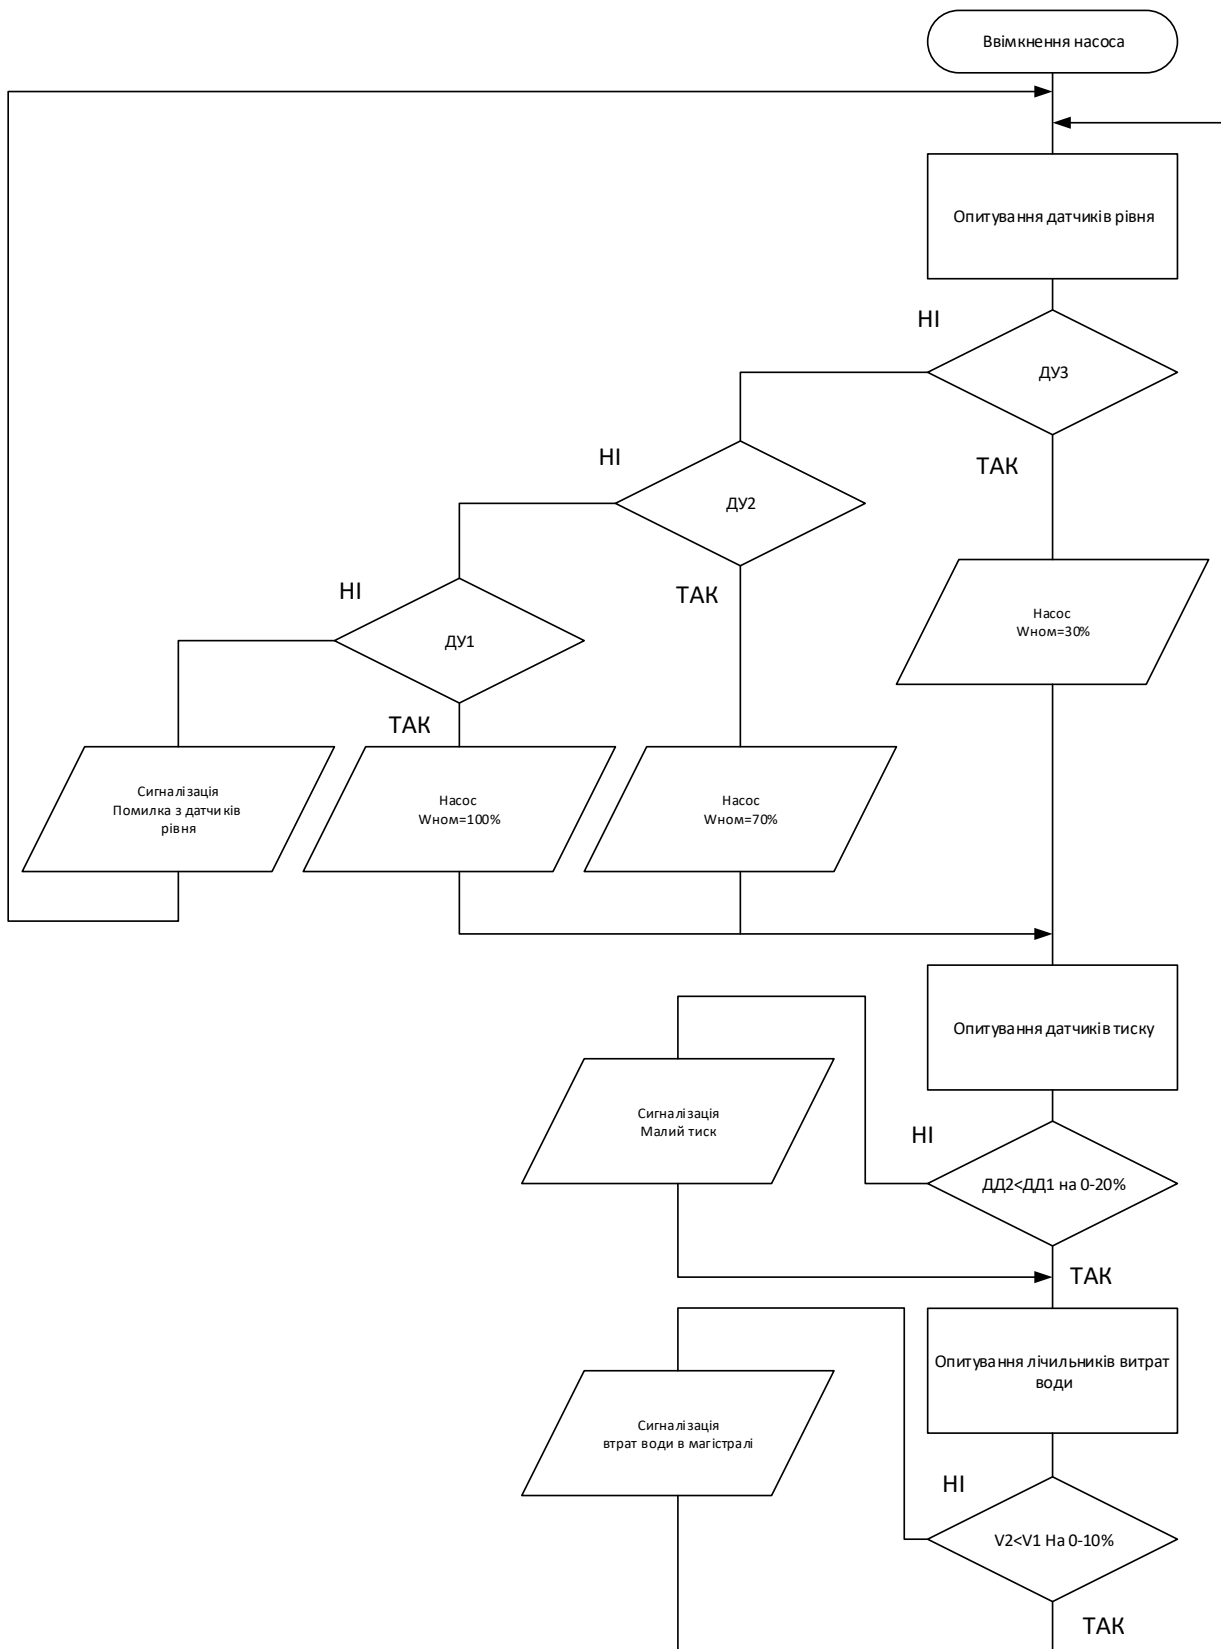 Ввімкнення насоса
Опитування датчиків рівня
НІ
ДУ3
ТАК
НІ
ДУ2
ТАК
НІ
ДУ1
ТАК
Насос
Wном=30%
Сигналізація
Помилка з датчиків
рівня
Насос
Wном=100%
Насос
Wном=70%
Опитування датчиків тиску
Сигналізація
Малий тиск
НІ
ДД2<ДД1 на 0-20%
ТАК
Опитування лічильників витрат
води
Сигналізація
втрат води в магістралі
НІ
V2<V1 На 0-10%
ТАК